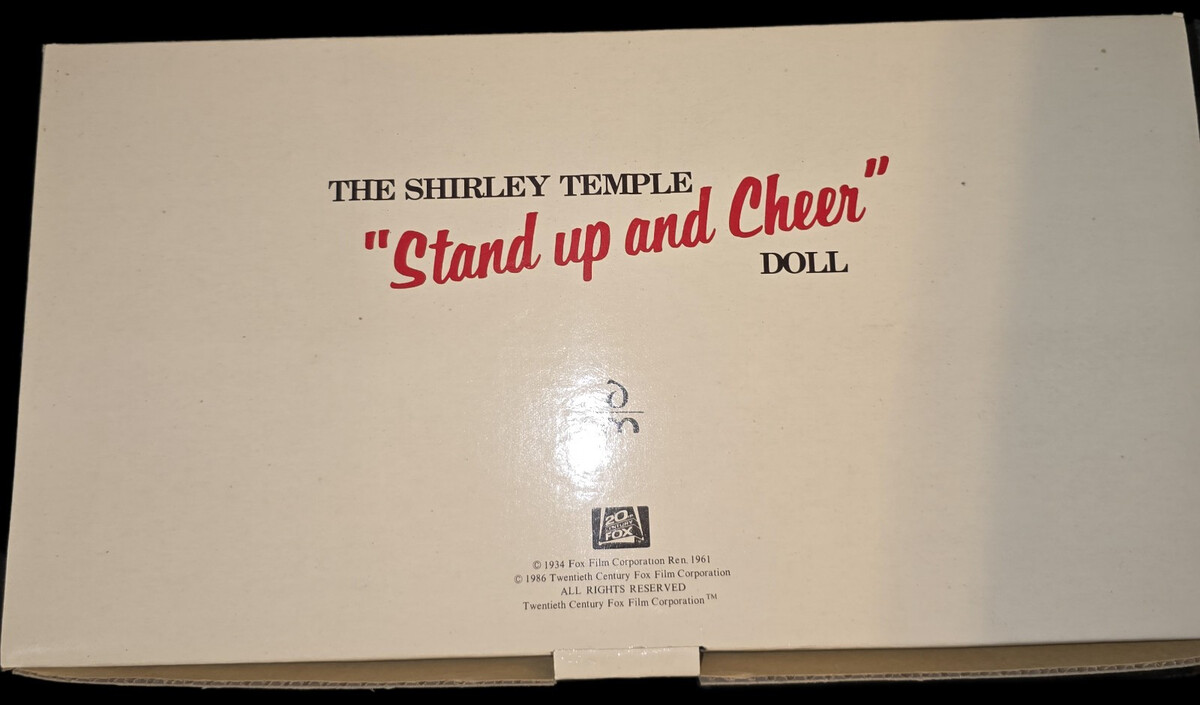 THE SHIRLEY TEMPLE
"Stand up and Cheer"
DOLL
20th
CENTURY
FOX
© 1934 Fox Film Corporation Ren. 1961
© 1986 Twentieth Century Fox Film Corporation
ALL RIGHTS RESERVED
Twentieth Century Fox Film Corporation™